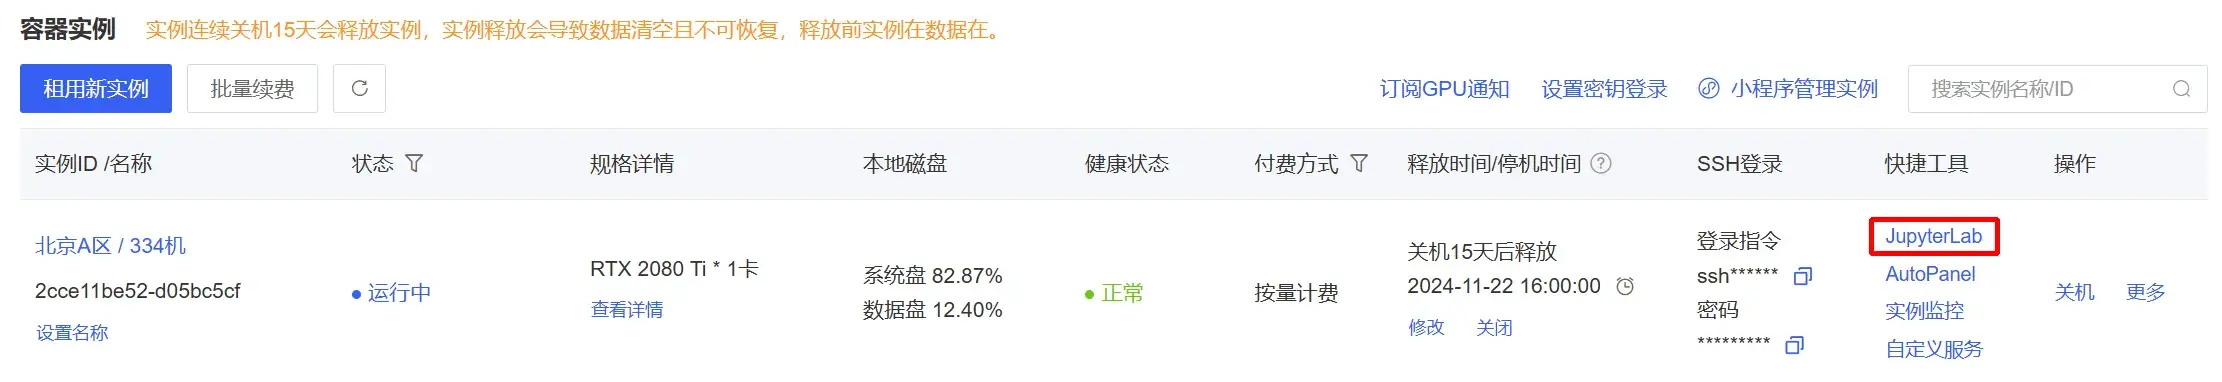 容器实例 实例连续关机15天会释放实例，实例释放会导致数据清空且不可恢复，释放前实例在数据在。
租用新实例 批量续费 订阅GPU通知 设置密钥登录 小程序管理实例 搜索实例名称/ID
实例ID /名称 状态 规格详情 本地磁盘 健康状态 付费方式 释放时间/停机时间 SSH登录 快捷工具 操作
北京A区 / 334机
2cce11be52-d05bc5cf
设置名称
运行中
RTX 2080 Ti * 1卡
查看详情
系统盘 82.87%
数据盘 12.40%
正常
按量计费
关机15天后释放
2024-11-22 16:00:00
修改 关闭
登录指令
ssh******
密码
*********
JupyterLab
AutoPanel
实例监控
自定义服务
关机 更多